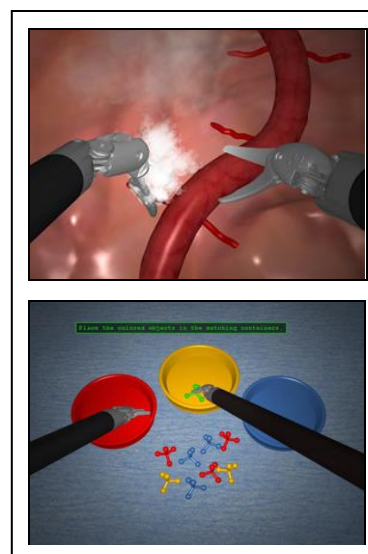 Place the colored objects in the matching containers.